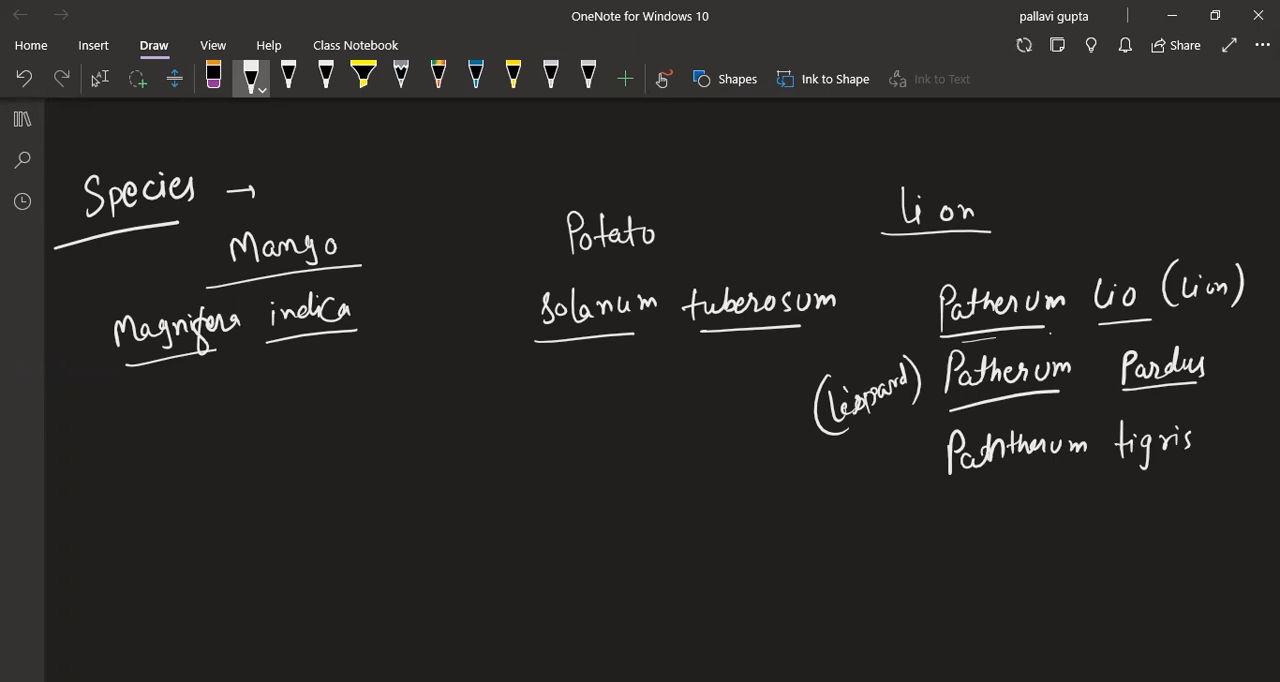 OneNote for Windows 10
pallavi gupta
Home Insert Draw View Help Class Notebook
Share
Shapes Ink to Shape Ink to Text
Species →
Mango
Magnifera indica
Potato
Solanum tuberosum
Lion
Patherum Lio (Lion)
(Leopard) Patherum Pardus
tigris